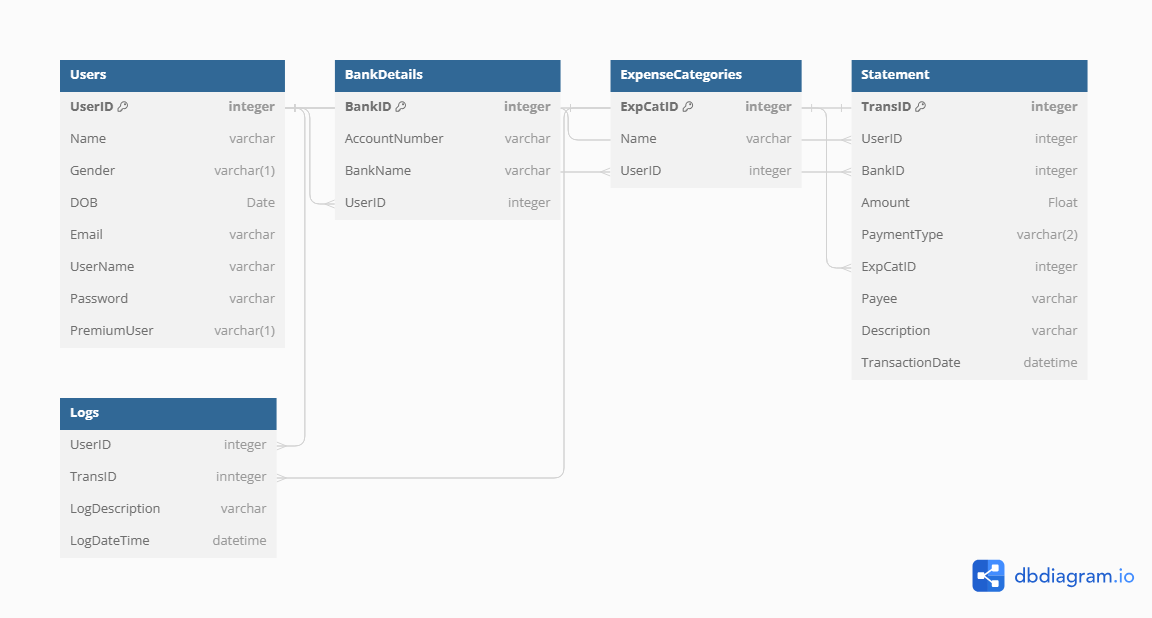 Users
UserID integer
Name varchar
Gender varchar(1)
DOB Date
Email varchar
UserName varchar
Password varchar
PremiumUser varchar(1)
BankDetails
BankID integer
AccountNumber varchar
BankName varchar
UserID integer
ExpenseCategories
ExpCatID integer
Name varchar
UserID integer
Statement
TransID integer
UserID integer
BankID integer
Amount Float
PaymentType varchar(2)
ExpCatID integer
Payee varchar
Description varchar
TransactionDate datetime
Logs
UserID integer
TransID innteger
LogDescription varchar
LogDateTime datetime
dbdiagram.io